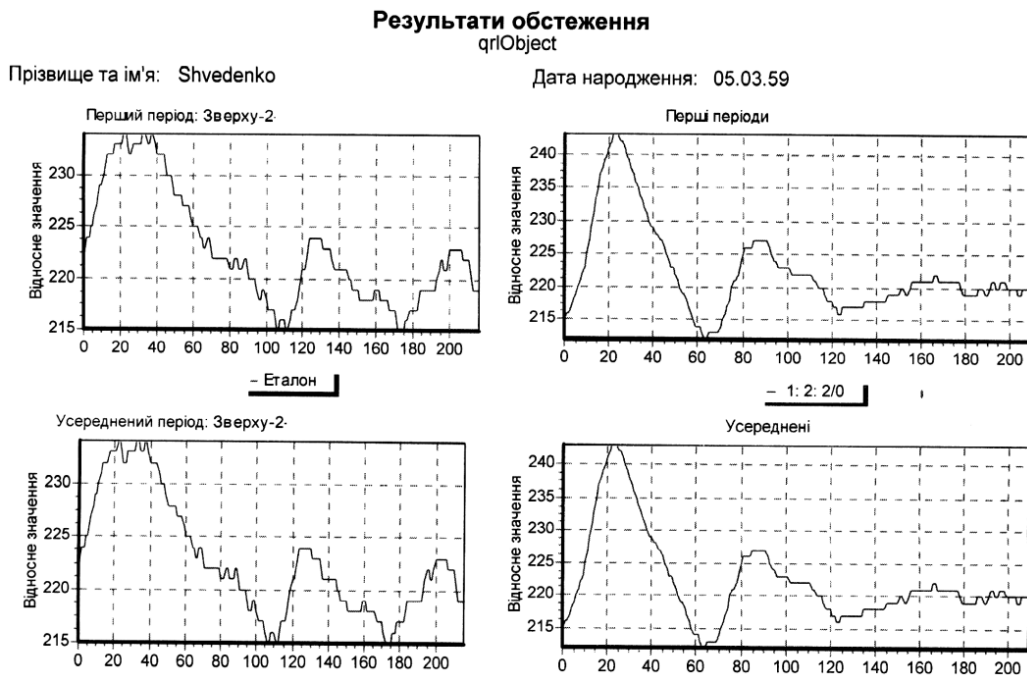 Результати обстеження
qrlObject
Прізвище та ім'я: Shvedenko Дата народження: 05.03.59
Перший період: Зверху-2-
Відносне значення
230
225
220
215
0 20 40 60 80 100 120 140 160 180 200
– Еталон
Перші періоди
Відносне значення
240
235
230
225
220
215
0 20 40 60 80 100 120 140 160 180 200
– 1: 2: 2/0
Усереднений період: Зверху-2-
Відносне значення
230
225
220
215
0 20 40 60 80 100 120 140 160 180 200
Усереднені
Відносне значення
240
235
230
225
220
215
0 20 40 60 80 100 120 140 160 180 200